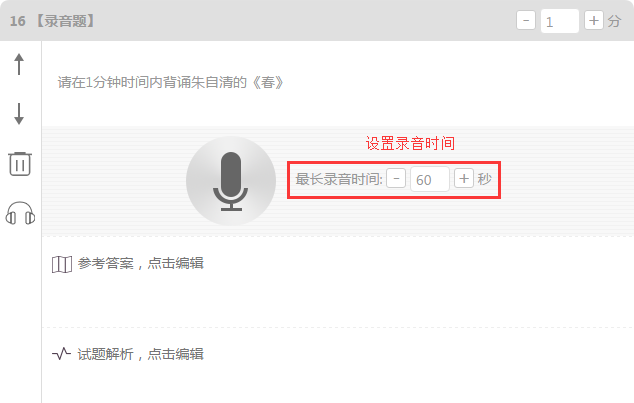 16 【录音题】 - 1 + 分
请在1分钟时间内背诵朱自清的《春》
设置录音时间
最长录音时间: - 60 + 秒
参考答案，点击编辑
试题解析，点击编辑